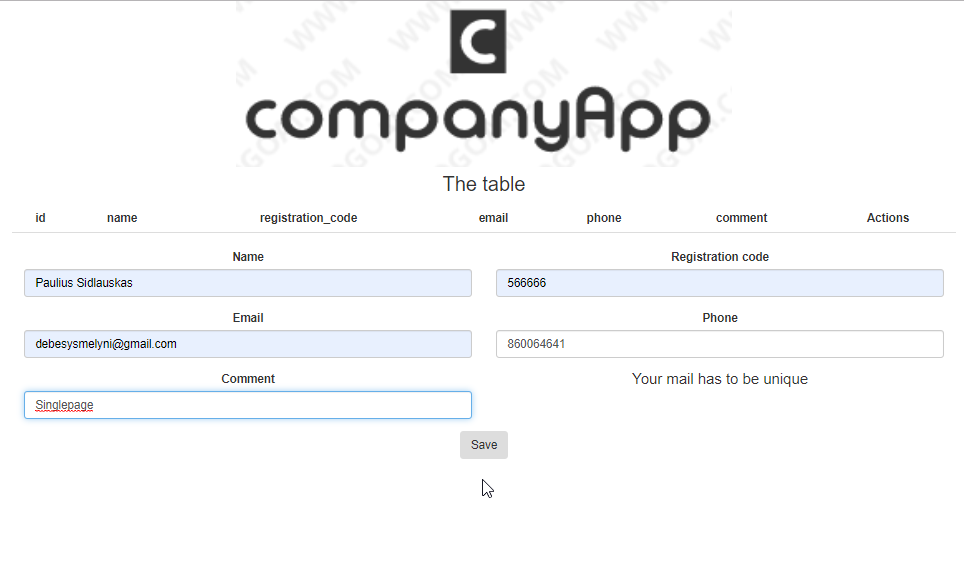 C
companyApp
The table
id name registration_code email phone comment Actions
Name Registration code
Paulius Sidlauskas 566666
Email Phone
debesysmelyni@gmail.com 860064641
Comment Your mail has to be unique
Singlepage
Save